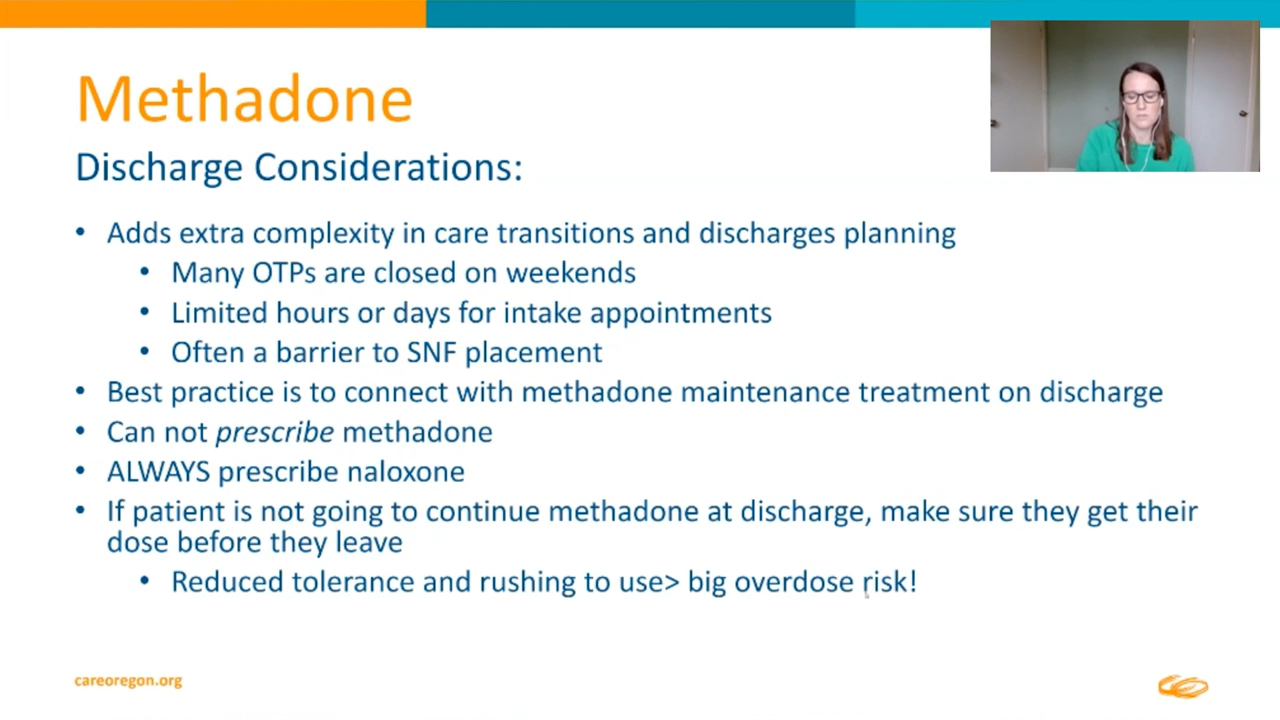 Methadone
Discharge Considerations:
• Adds extra complexity in care transitions and discharges planning
• Many OTPs are closed on weekends
• Limited hours or days for intake appointments
• Often a barrier to SNF placement
• Best practice is to connect with methadone maintenance treatment on discharge
• Can not prescribe methadone
• ALWAYS prescribe naloxone
• If patient is not going to continue methadone at discharge, make sure they get their
dose before they leave
• Reduced tolerance and rushing to use> big overdose risk!
careoregon.org